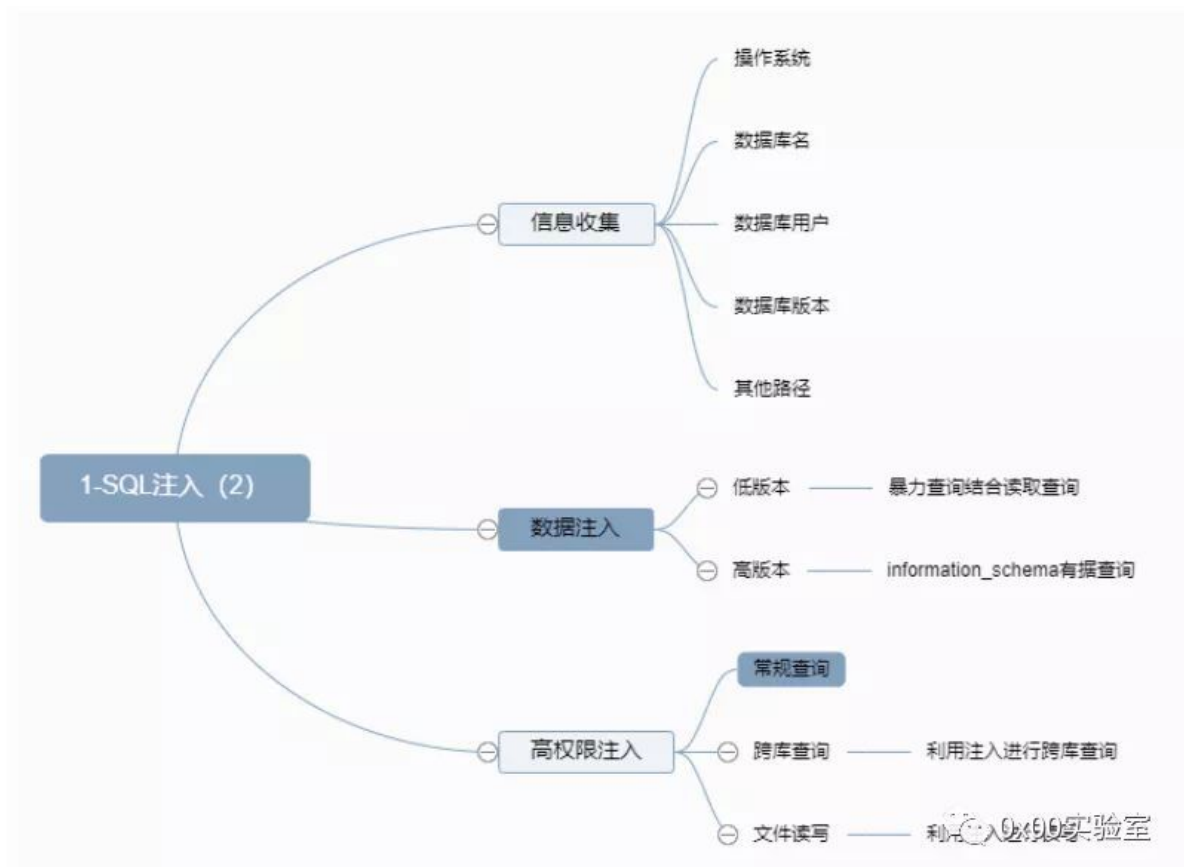 操作系统
数据库名
信息收集
数据库用户
数据库版本
其他路径
1-SQL注入（2）
数据注入
低版本
暴力查询结合读取查询
高版本
information_schema有据查询
高权限注入
常规查询
跨库查询
利用注入进行跨库查询
文件读写
0x00实验室